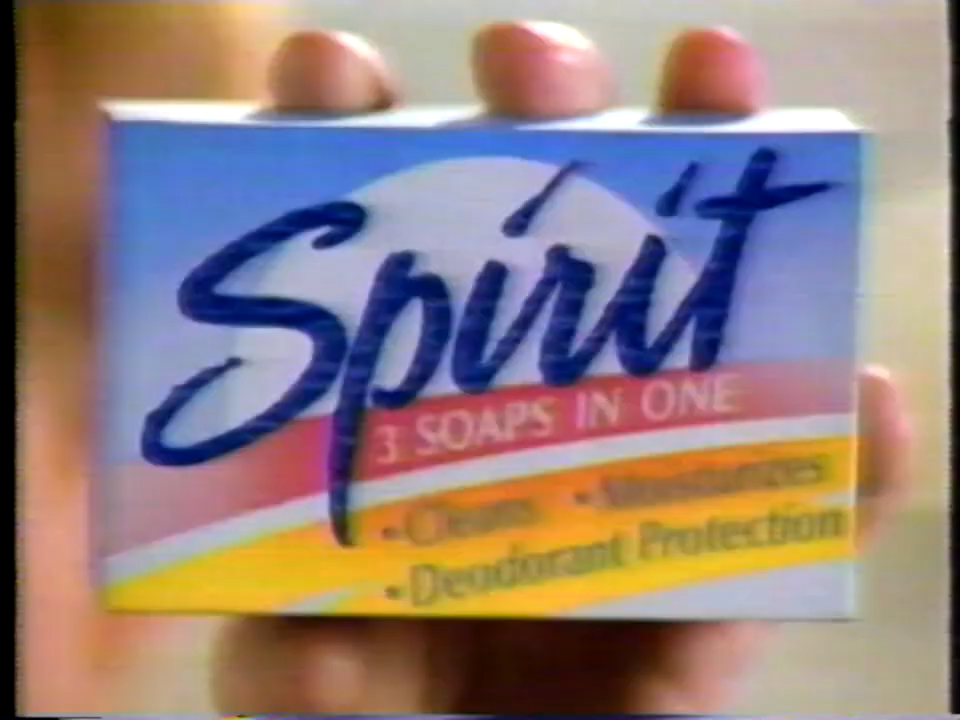 Spirit
3 SOAPS IN ONE
•Cleans •Moisturizes
•Deodorant Protection